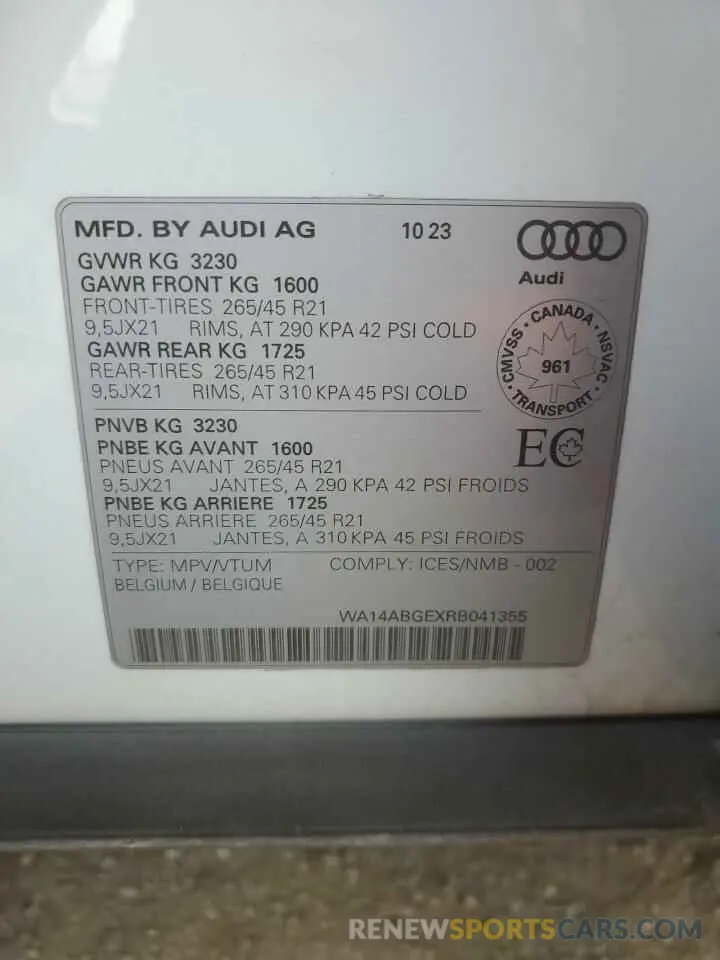 MFD. BY AUDI AG 10 23
Audi
GVWR KG 3230
GAWR FRONT KG 1600
FRONT-TIRES 265/45 R21
9,5JX21 RIMS, AT 290 KPA 42 PSI COLD
GAWR REAR KG 1725
REAR-TIRES 265/45 R21
9,5JX21 RIMS, AT 310 KPA 45 PSI COLD
CMVSS · CANADA · NSVAC · TRANSPORT ·
961
EC
PNVB KG 3230
PNBE KG AVANT 1600
PNEUS AVANT 265/45 R21
9,5JX21 JANTES, A 290 KPA 42 PSI FROIDS
PNBE KG ARRIERE 1725
PNEUS ARRIERE 265/45 R21
9,5JX21 JANTES, A 310 KPA 45 PSI FROIDS
TYPE: MPV/VTUM COMPLY: ICES/NMB - 002
BELGIUM / BELGIQUE
WA14ABGEXRB041355
RENEWSPORTSCARS.COM